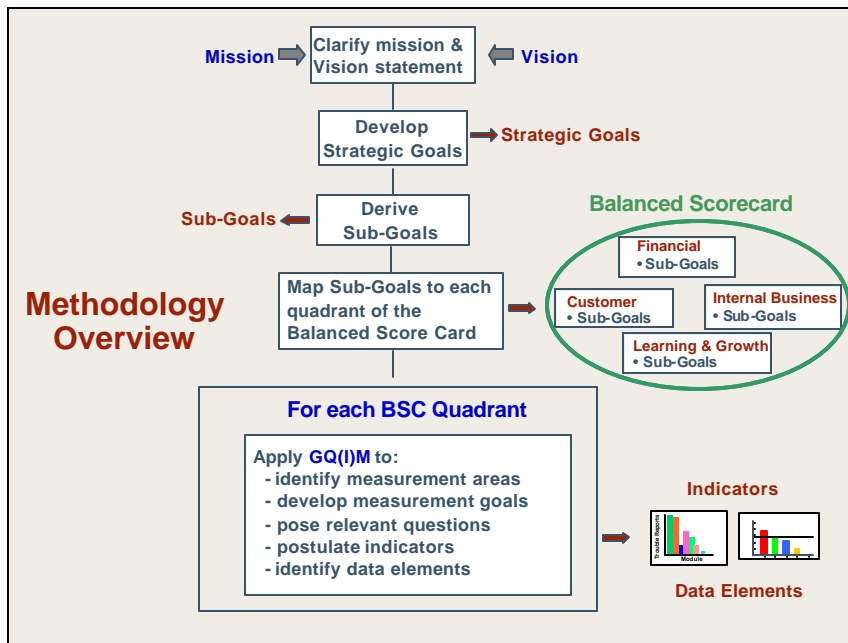 Mission
Clarify mission &
Vision statement
Vision
Develop
Strategic Goals
Strategic Goals
Sub-Goals
Derive
Sub-Goals
Balanced Scorecard
Financial
• Sub-Goals
Customer
• Sub-Goals
Internal Business
• Sub-Goals
Learning & Growth
• Sub-Goals
Map Sub-Goals to each
quadrant of the
Balanced Score Card
Methodology
Overview
For each BSC Quadrant
Apply GQ(I)M to:
- identify measurement areas
- develop measurement goals
- pose relevant questions
- postulate indicators
- identify data elements
Indicators
Trouble Reports
Module
Data Elements